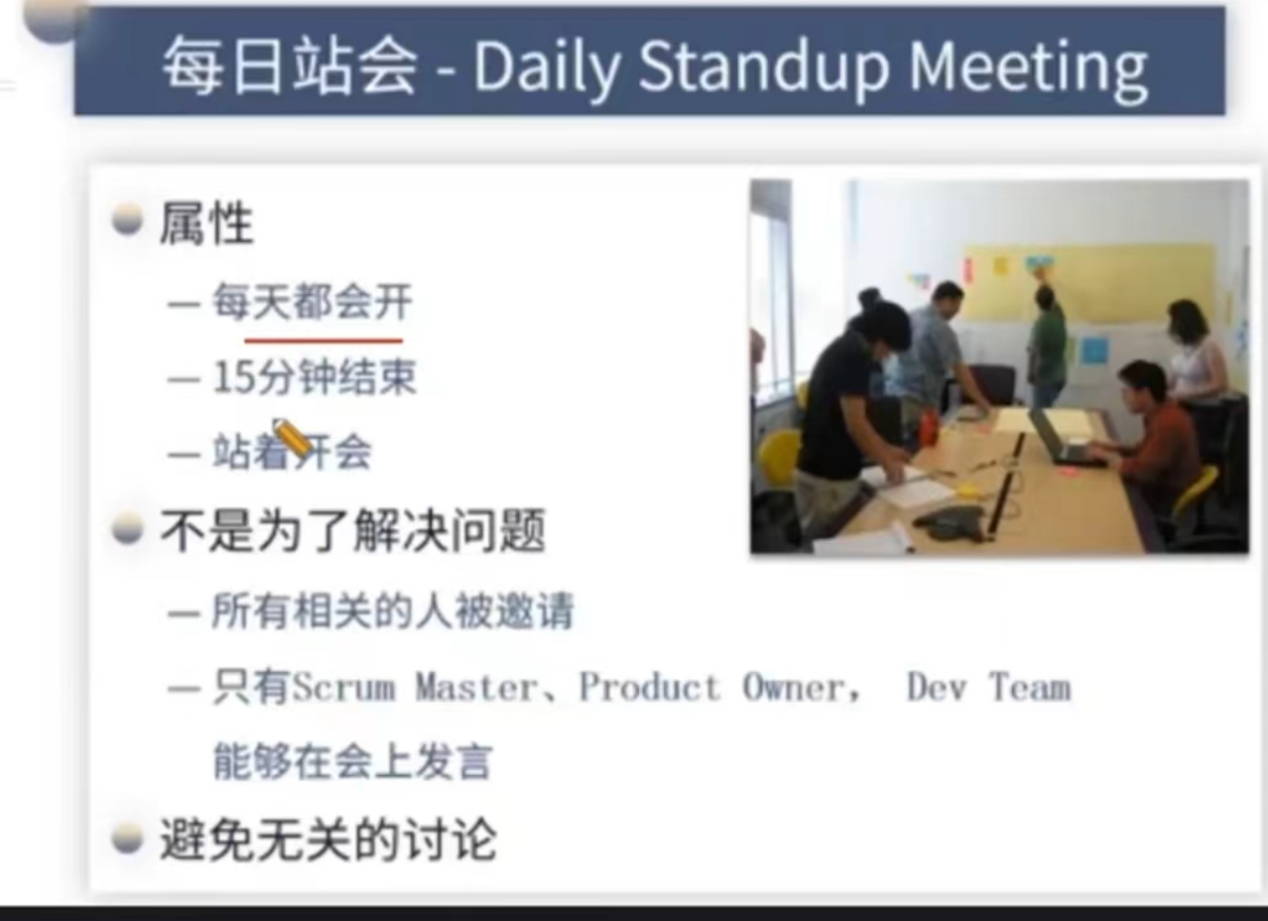 每日站会 - Daily Standup Meeting
属性
— 每天都会开
— 15分钟结束
— 站着开会
不是为了解决问题
— 所有相关的人被邀请
— 只有Scrum Master、Product Owner， Dev Team
能够在会上发言
避免无关的讨论